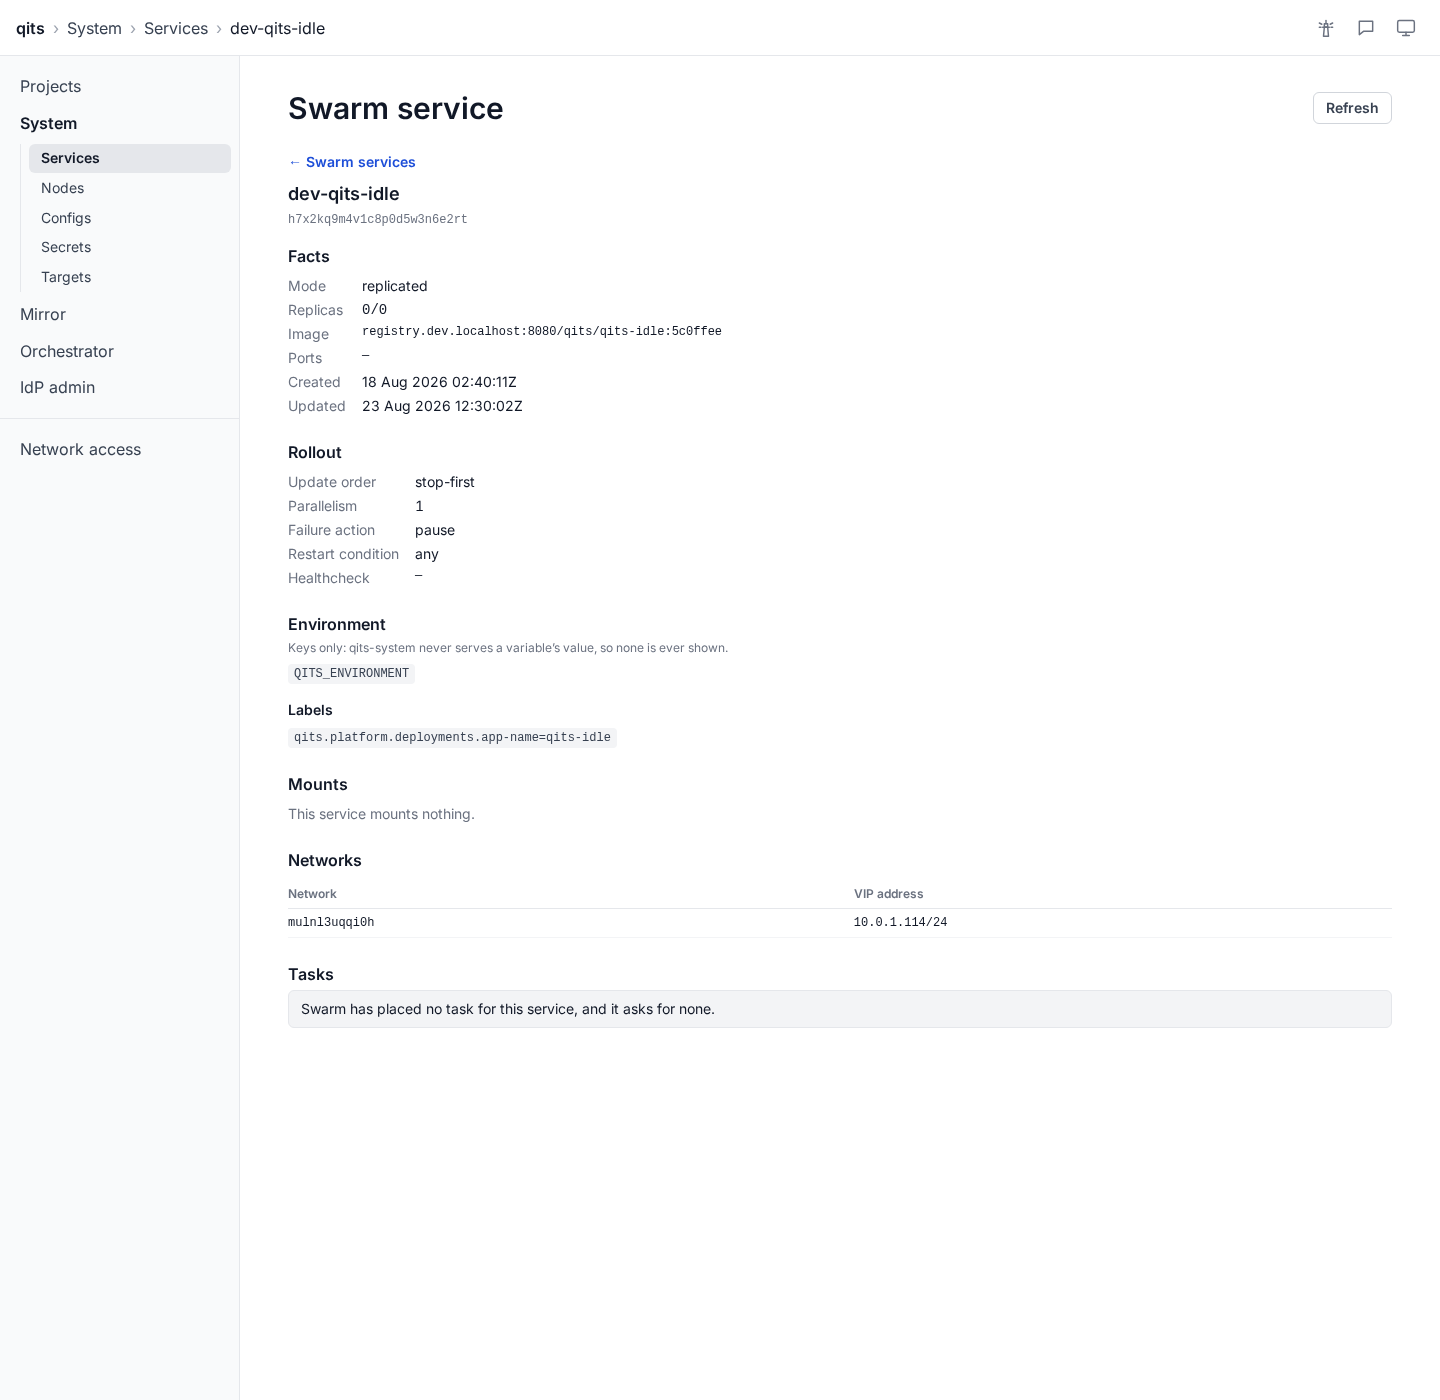 qits › System › Services › dev-qits-idle
Projects
System
Services
Nodes
Configs
Secrets
Targets
Mirror
Orchestrator
IdP admin
Network access
Swarm service
Refresh
← Swarm services
dev-qits-idle
h7x2kq9m4v1c8p0d5w3n6e2rt
Facts
Mode replicated
Replicas 0/0
Image registry.dev.localhost:8080/qits/qits-idle:5c0ffee
Ports —
Created 18 Aug 2026 02:40:11Z
Updated 23 Aug 2026 12:30:02Z
Rollout
Update order stop-first
Parallelism 1
Failure action pause
Restart condition any
Healthcheck —
Environment
Keys only: qits-system never serves a variable’s value, so none is ever shown.
QITS_ENVIRONMENT
Labels
qits.platform.deployments.app-name=qits-idle
Mounts
This service mounts nothing.
Networks
Network VIP address
mulnl3uqqi0h 10.0.1.114/24
Tasks
Swarm has placed no task for this service, and it asks for none.